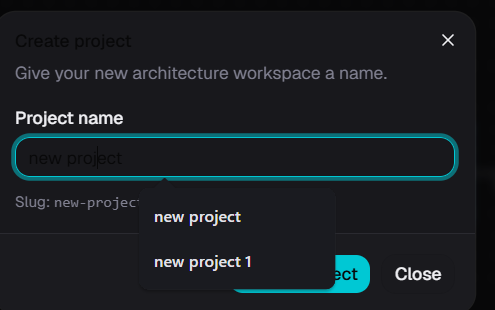 Create project
Give your new architecture workspace a name.
Project name
new project
Slug: new-project
new project
new project 1
Close